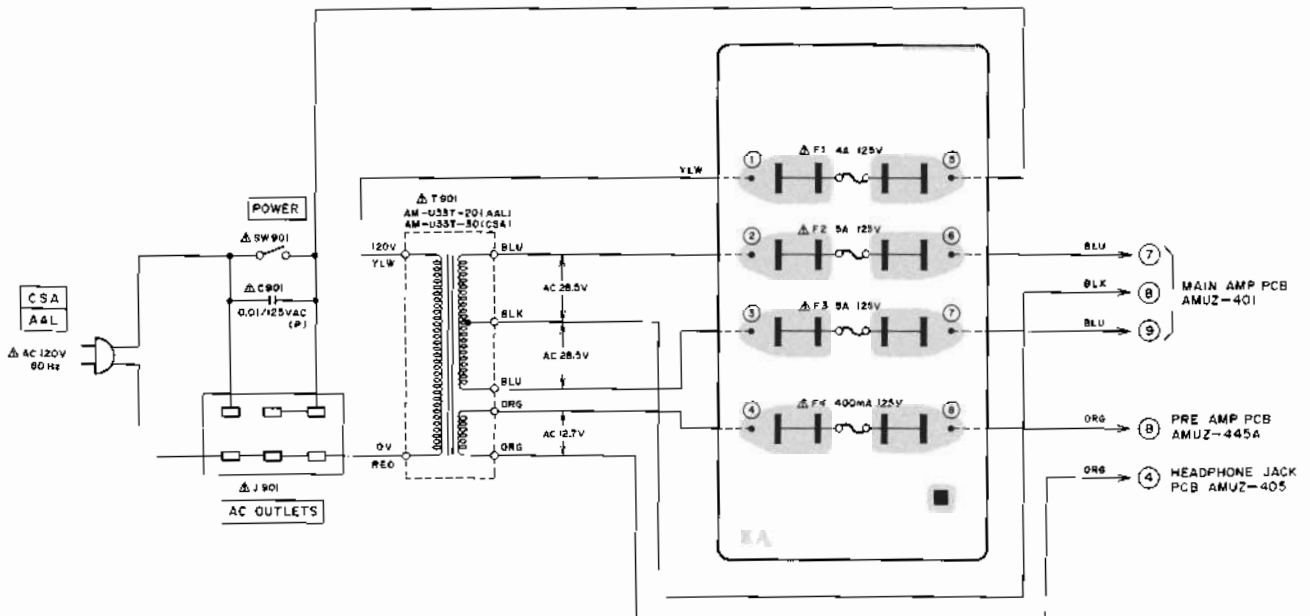 POWER
⚠ SW901
⚠ C901
0.01/125VAC
(P)
CSA
AAL
⚠ AC 120V
60 Hz
⚠ J901
AC OUTLETS
⚠ T901
AM-U33T-20(AAL)
AM-U33T-30(CSA)
120V
YLW
0V
RED
BLU
AC 28.5V
BLK
AC 28.5V
BLU
ORG
AC 12.7V
ORG
YLW
① ⚠ F1 4A 125V ⑤
② ⚠ F2 5A 125V ⑥
③ ⚠ F3 5A 125V ⑦
④ ⚠ F4 400mA 125V ⑧
KA
BLU ⑦
BLK ⑧
BLU ⑨
MAIN AMP PCB
AMUZ-401
ORG ⑧ PRE AMP PCB
AMUZ-445A
ORG ④ HEADPHONE JACK
PCB AMUZ-405